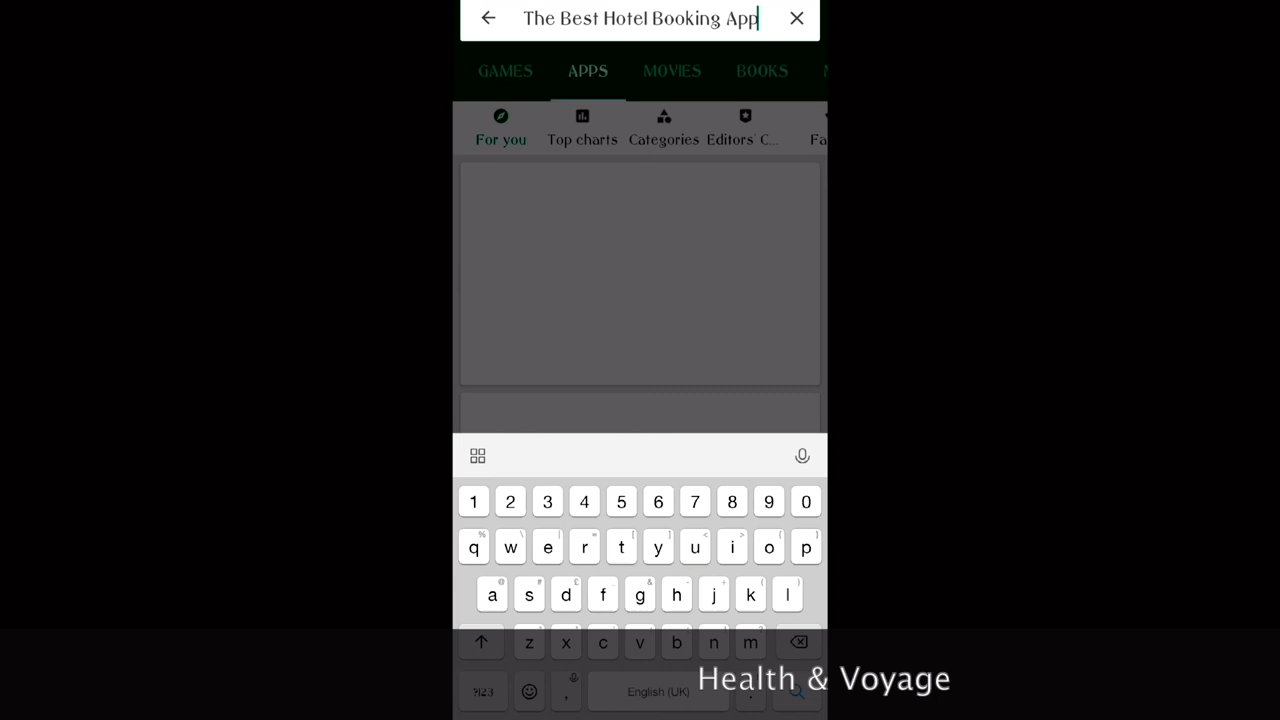 The Best Hotel Booking App
GAMES APPS MOVIES BOOKS
For you Top charts Categories Editors' C... Fa
1 2 3 4 5 6 7 8 9 0
q w e r t y u i o p
a s d f g h j k l
z x c v b n m
?123 , English (UK) .
Health & Voyage